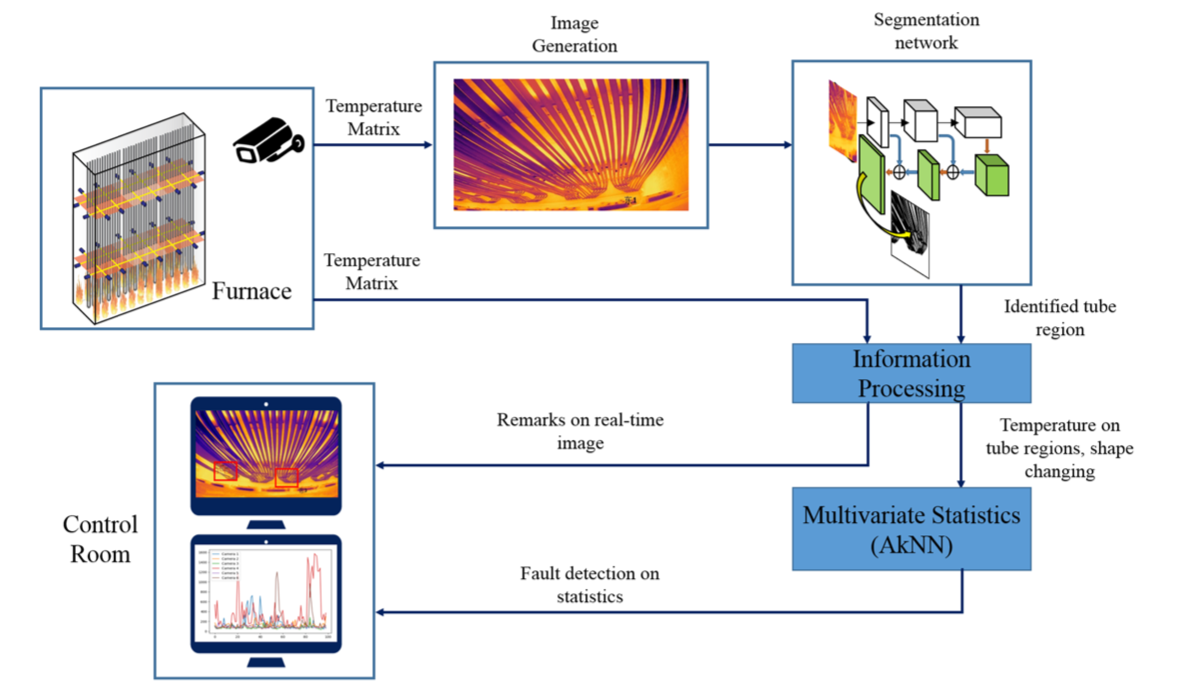 Image
Generation
Segmentation
network
Temperature
Matrix
Furnace
Temperature
Matrix
Identified tube
region
Information
Processing
Remarks on real-time
image
Temperature on
tube regions, shape
changing
Control
Room
Multivariate Statistics
(AkNN)
Fault detection on
statistics